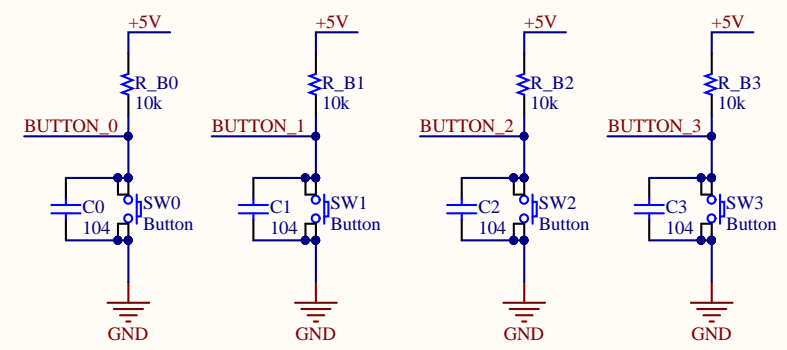 +5V
R_B0
10k
BUTTON_0
C0
104
SW0
Button
GND
+5V
R_B1
10k
BUTTON_1
C1
104
SW1
Button
GND
+5V
R_B2
10k
BUTTON_2
C2
104
SW2
Button
GND
+5V
R_B3
10k
BUTTON_3
C3
104
SW3
Button
GND